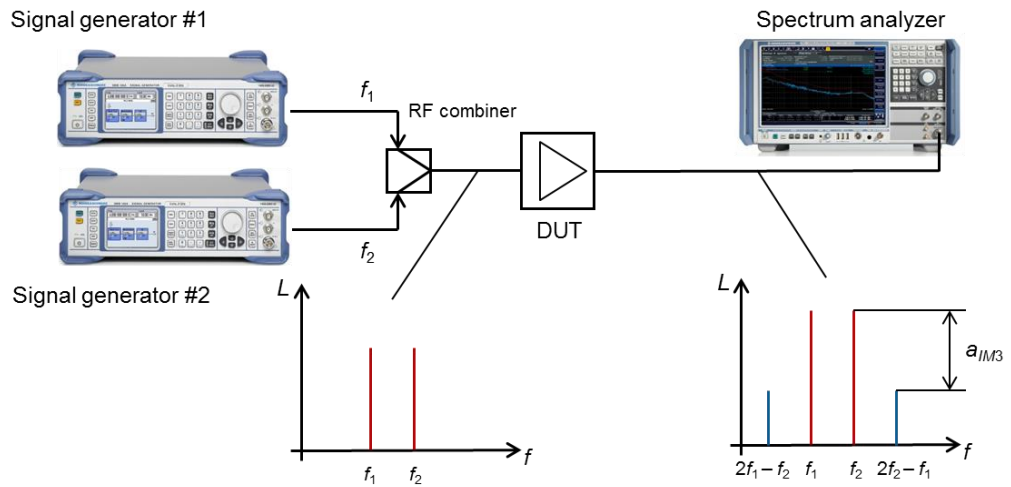 Signal generator #1
Spectrum analyzer
f₁
RF combiner
DUT
f₂
Signal generator #2
L
f₁ f₂
f
L
aIM3
2f₁ – f₂ f₁ f₂ 2f₂ – f₁
f